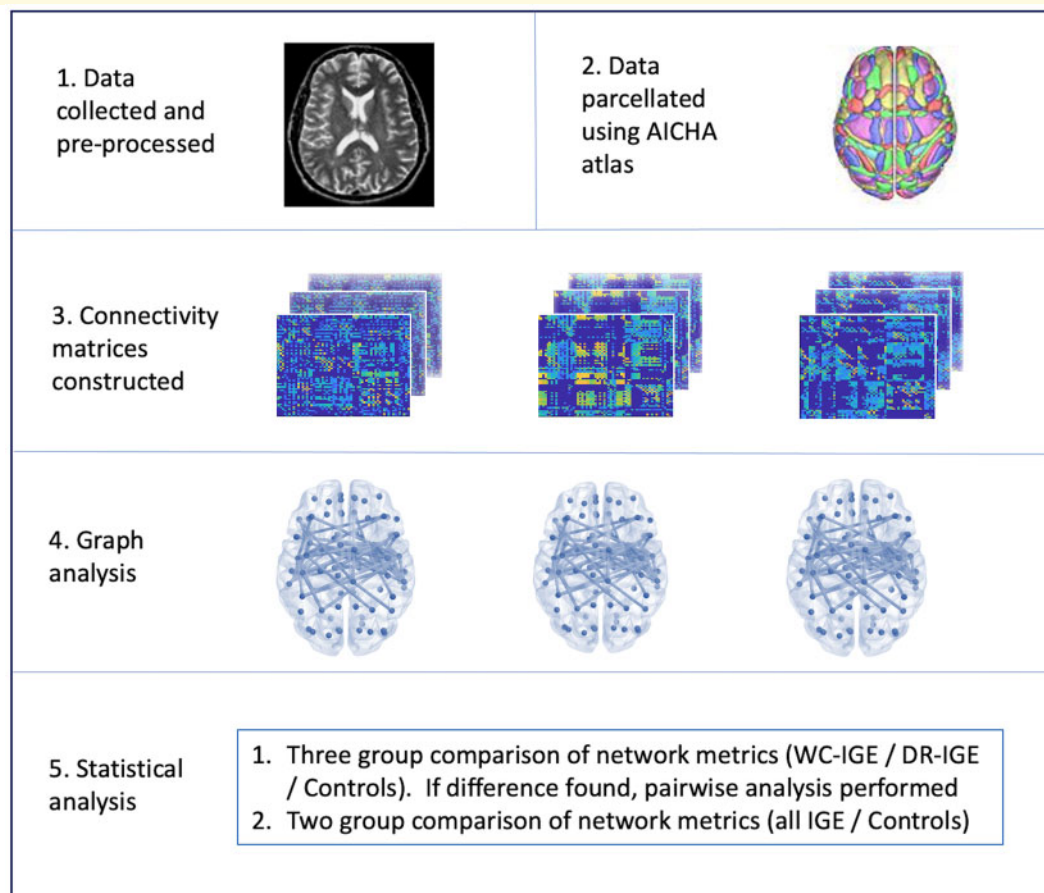 1. Data
collected and
pre-processed
2. Data
parcellated
using AICHA
atlas
3. Connectivity
matrices
constructed
4. Graph
analysis
5. Statistical
analysis
1. Three group comparison of network metrics (WC-IGE / DR-IGE
/ Controls). If difference found, pairwise analysis performed
2. Two group comparison of network metrics (all IGE / Controls)